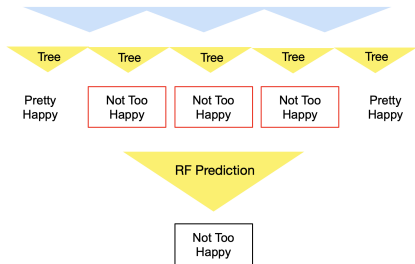 Tree Tree Tree Tree Tree
Pretty Happy
Not Too Happy
Not Too Happy
Not Too Happy
Pretty Happy
RF Prediction
Not Too
Happy